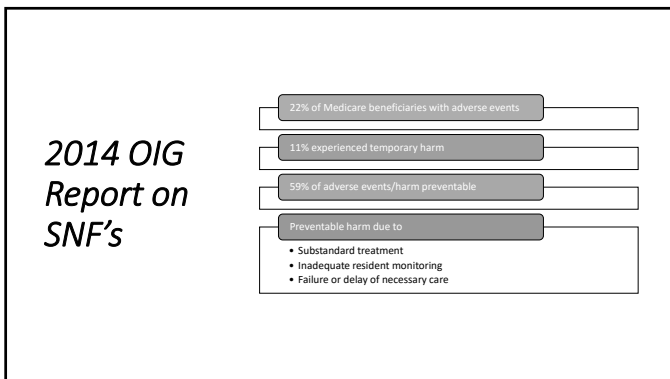 2014 OIG
Report on
SNF's
22% of Medicare beneficiaries with adverse events
11% experienced temporary harm
59% of adverse events/harm preventable
Preventable harm due to
• Substandard treatment
• Inadequate resident monitoring
• Failure or delay of necessary care